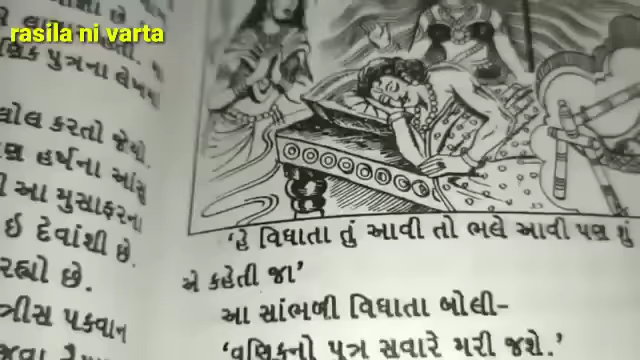 rasila ni varta
પુત્રના લેખમાં
કરતો જેયો.
હર્ષના આંસુ
આ મુસાફરના
દેવાંશી છે.
રહ્યો છે.
ત્રીસ પકવાન
‘હે વિધાતા તું આવી તો ભલે આવી પણ શું
એ કહેતી જા’
આ સાંભળી વિધાતા બોલી–
‘વણિકનો પુત્ર સવારે મરી જશે.’